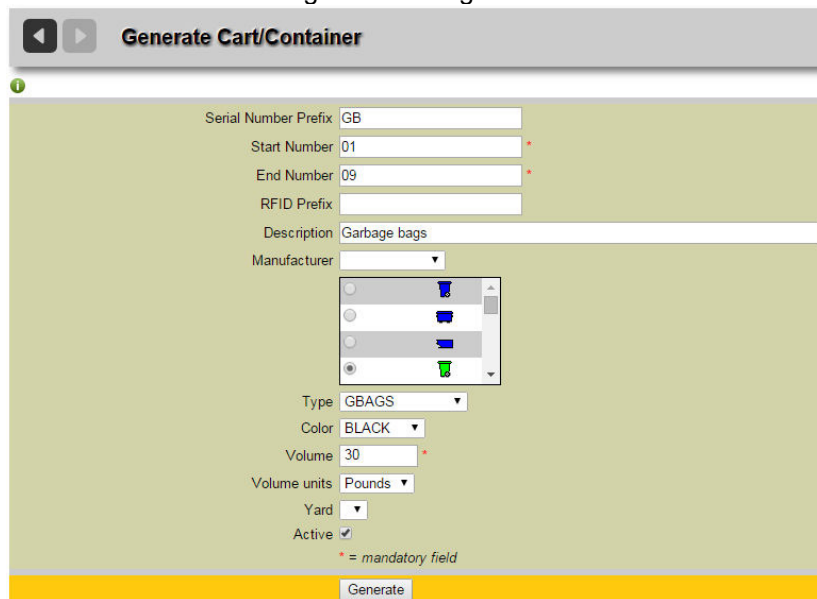 Generate Cart/Container
Serial Number Prefix GB
Start Number 01 *
End Number 09 *
RFID Prefix
Description Garbage bags
Manufacturer
Type GBAGS
Color BLACK
Volume 30 *
Volume units Pounds
Yard
Active
* = mandatory field
Generate